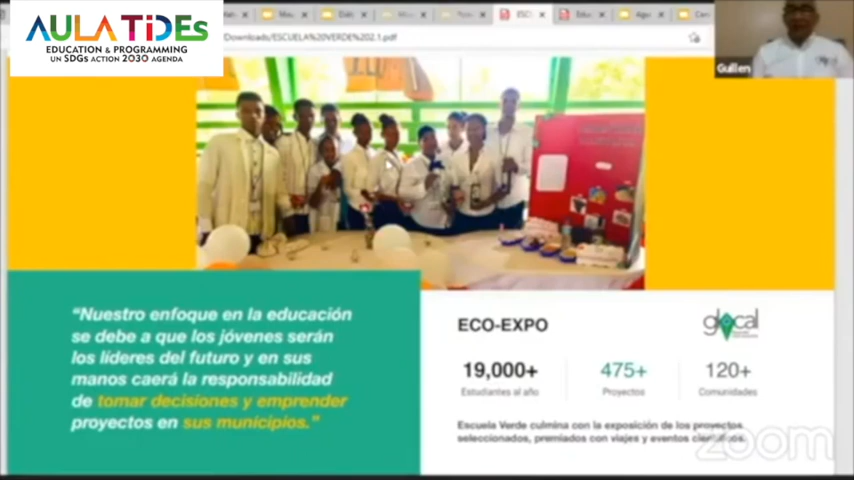 AULA TiDEs
EDUCATION & PROGRAMMING
UN SDGs ACTION 2030 AGENDA
Downloads/ESCUELA%20VERDE%202.1.pdf
Guillen
"Nuestro enfoque en la educación
se debe a que los jóvenes serán
los líderes del futuro y en sus
manos caerá la responsabilidad
de tomar decisiones y emprender
proyectos en sus municipios."
ECO-EXPO
glocal
19,000+
475+
120+
Estudiantes al año
Proyectos
Comunidades
Escuela Verde culmina con la exposición de los proyectos
seleccionados, premiados con viajes y eventos científicos.
zoom